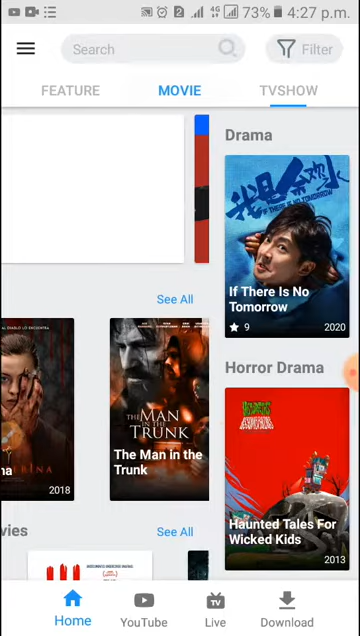 4G 73% 4:27 p.m.
Search
Filter
FEATURE MOVIE TVSHOW
Drama
If There Is No
Tomorrow
9 2020
See All
THE MAN
IN THE
TRUNK
The Man in the
Trunk
2018
Horror Drama
Haunted Tales For
Wicked Kids
2013
vies See All
Home YouTube Live Download